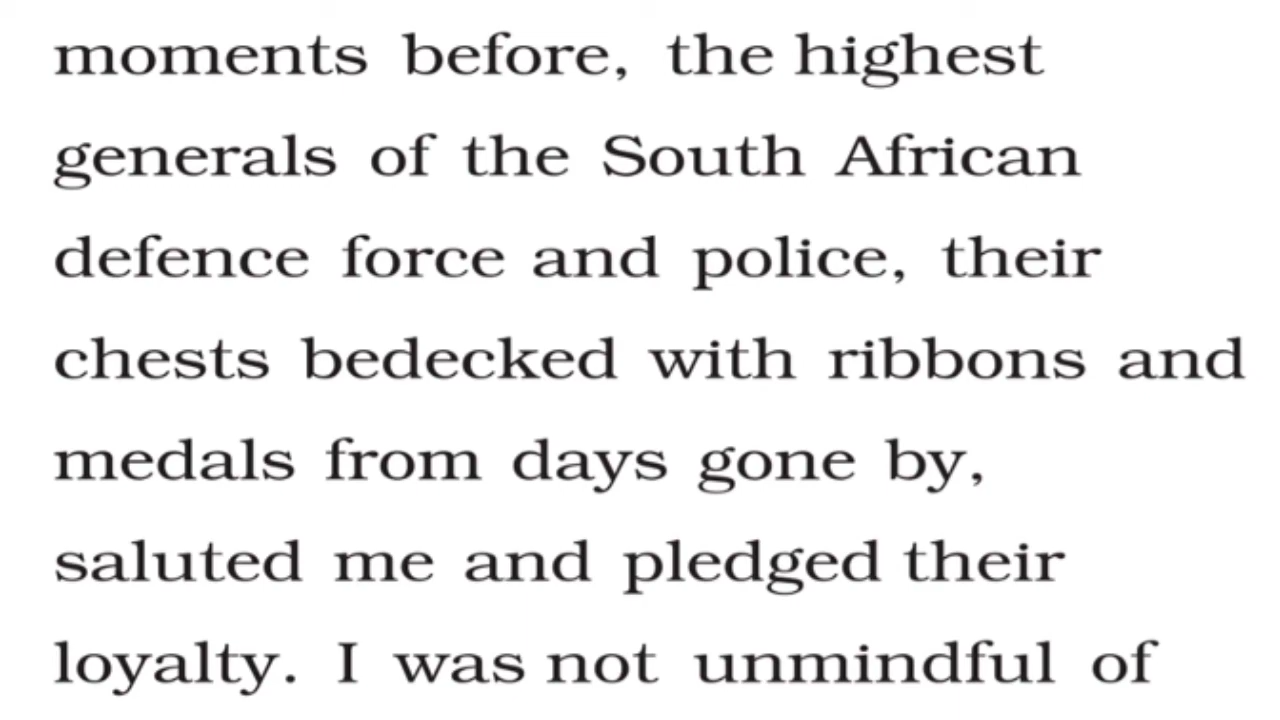 moments before, the highest
generals of the South African
defence force and police, their
chests bedecked with ribbons and
medals from days gone by,
saluted me and pledged their
loyalty. I was not unmindful of